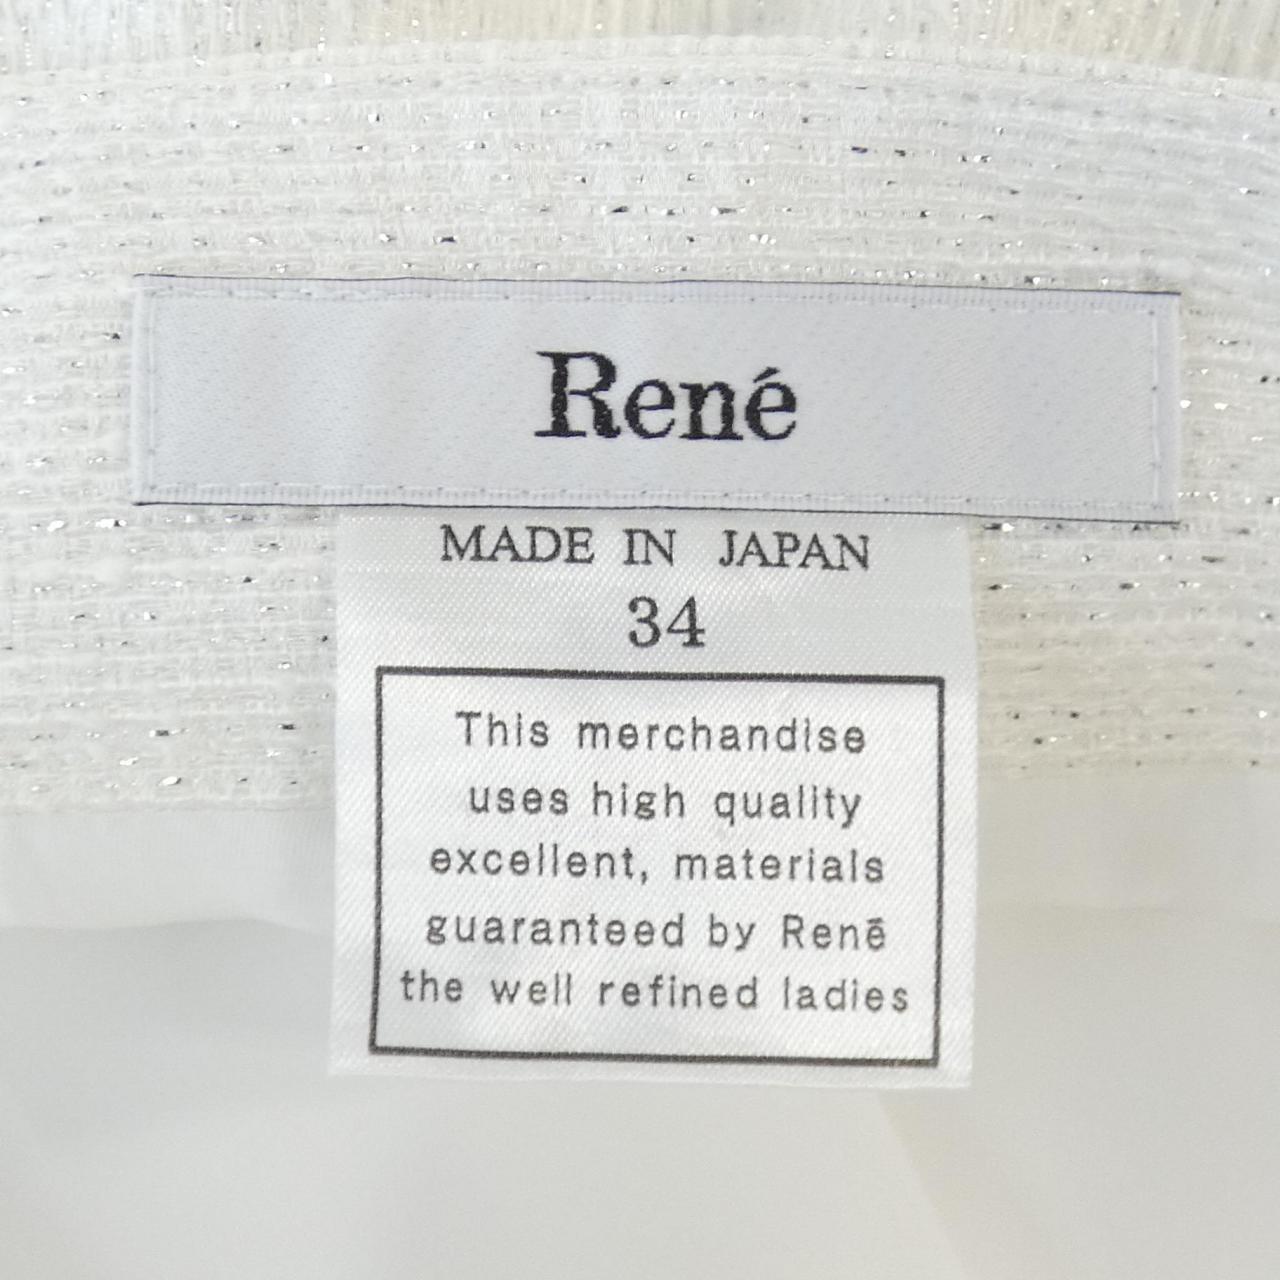 René
MADE IN JAPAN
34
This merchandise
uses high quality
excellent, materials
guaranteed by Renē
the well refined ladies